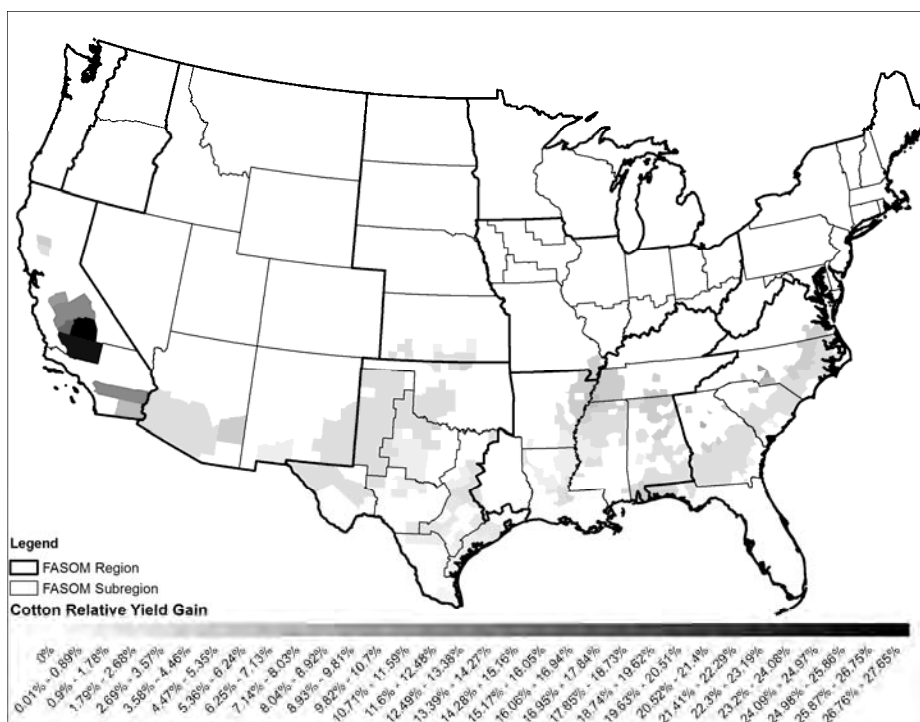 Legend
FASOM Region
FASOM Subregion
Cotton Relative Yield Gain
0%
0.01% - 0.89%
0.9% - 1.78%
1.79% - 2.68%
2.69% - 3.57%
3.58% - 4.46%
4.47% - 5.35%
5.36% - 6.24%
6.25% - 7.13%
7.14% - 8.03%
8.04% - 8.92%
8.93% - 9.81%
9.82% - 10.7%
10.71% - 11.59%
11.6% - 12.48%
12.49% - 13.38%
13.39% - 14.27%
14.28% - 15.16%
15.17% - 16.05%
16.06% - 16.94%
16.95% - 17.84%
17.85% - 18.73%
18.74% - 19.62%
19.63% - 20.51%
20.52% - 21.4%
21.41% - 22.29%
22.3% - 23.19%
23.2% - 24.08%
24.09% - 24.97%
24.98% - 25.86%
25.87% - 26.75%
26.76% - 27.65%